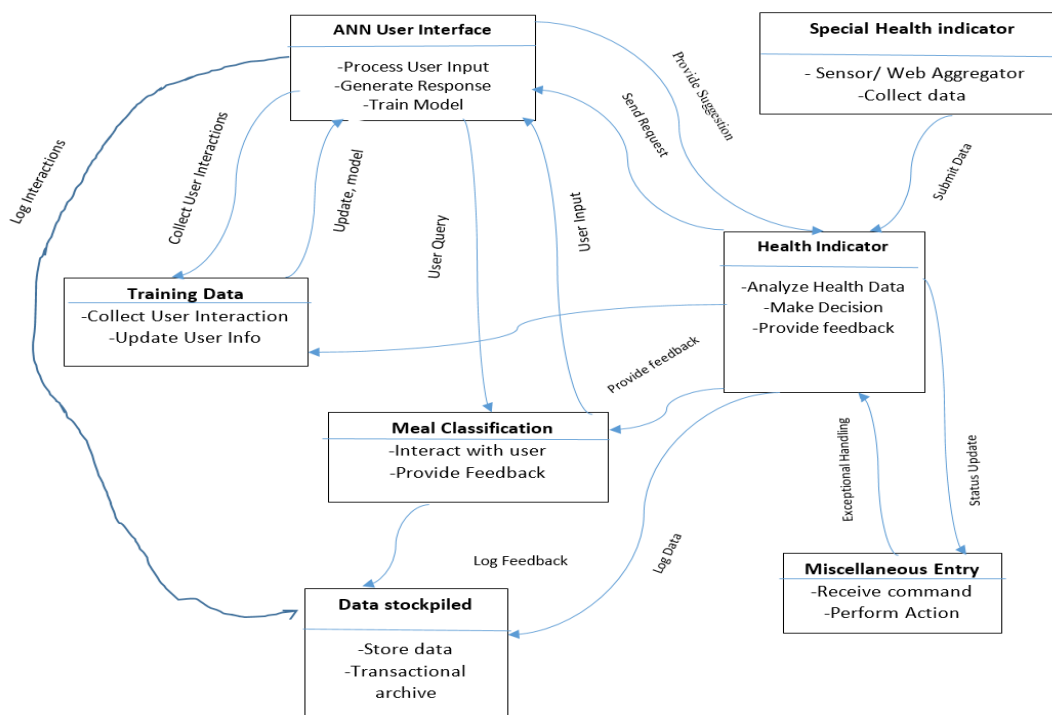 ANN User Interface
-Process User Input
-Generate Response
-Train Model
Special Health indicator
- Sensor/ Web Aggregator
-Collect data
Provide Suggestion
Send Request
Submit Data
Log Interactions
Collect User Interactions
Update, model
User Query
User Input
Health Indicator
-Analyze Health Data
-Make Decision
-Provide feedback
Training Data
-Collect User Interaction
-Update User Info
Provide feedback
Meal Classification
-Interact with user
-Provide Feedback
Exceptional Handling
Status Update
Log Feedback
Log Data
Miscellaneous Entry
-Receive command
-Perform Action
Data stockpiled
-Store data
-Transactional
archive